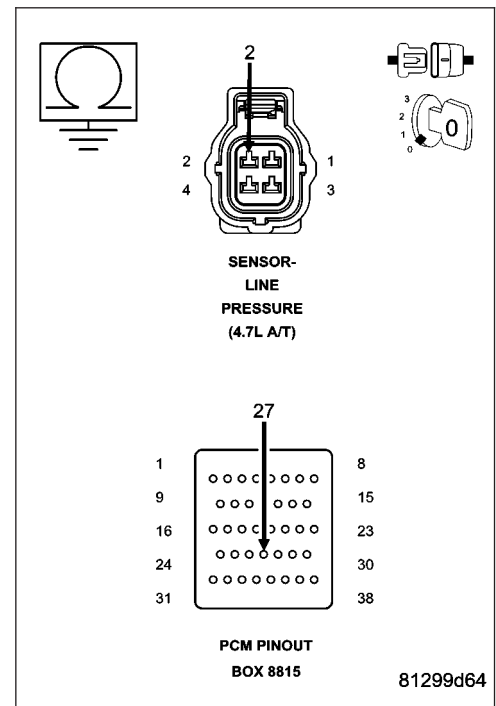 2
3
2
1
0
0
2 1
4 3
SENSOR-
LINE
PRESSURE
(4.7L A/T)
27
1 8
9 15
16 23
24 30
31 38
PCM PINOUT
BOX 8815
81299d64